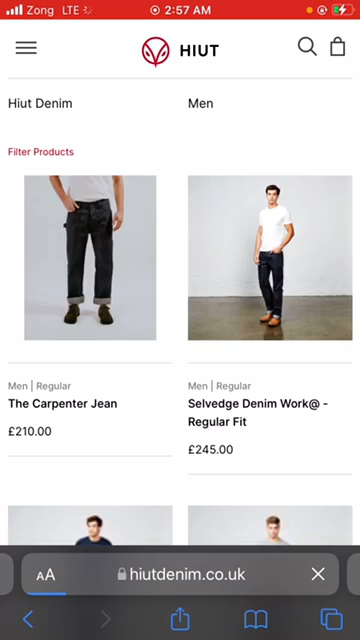 Zong LTE 2:57 AM
HIUT
Hiut Denim
Men
Filter Products
Men | Regular
The Carpenter Jean
£210.00
Men | Regular
Selvedge Denim Work@ -
Regular Fit
£245.00
AA hiutdenim.co.uk